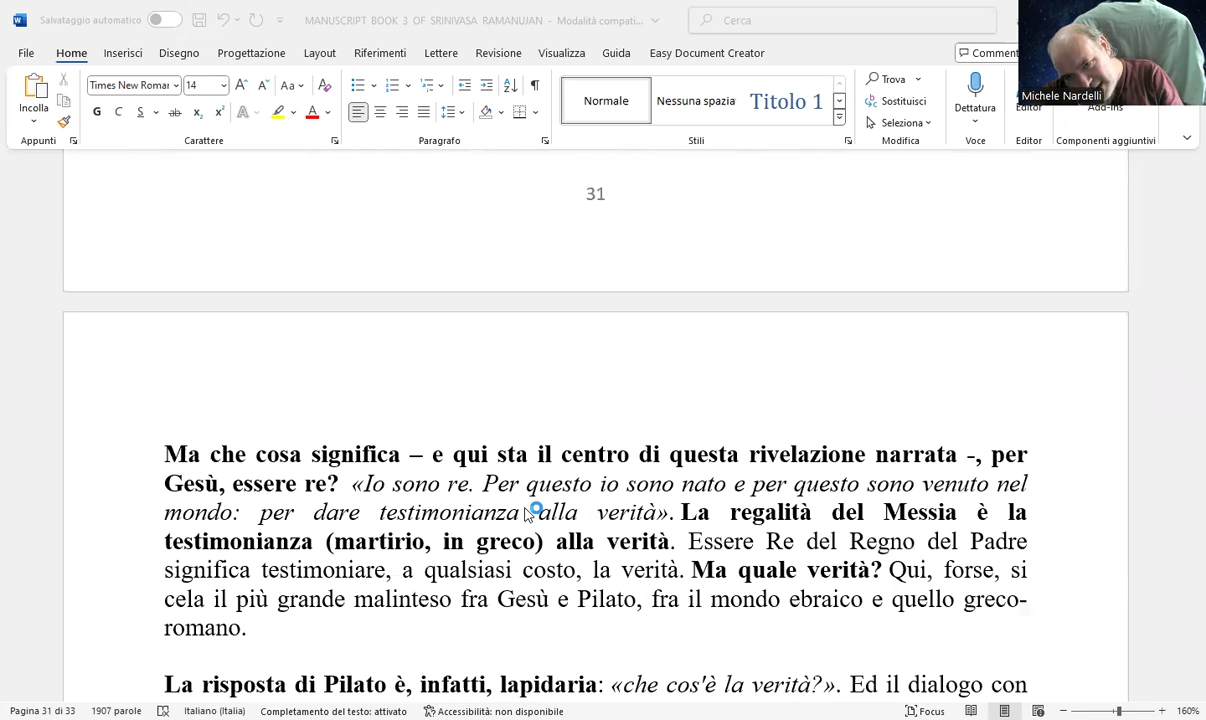 Salvataggio automatico
MANUSCRIPT BOOK 3 OF SRINIVASA RAMANUJAN - Modalità compati...
Cerca
File Home Inserisci Disegno Progettazione Layout Riferimenti Lettere Revisione Visualizza Guida Easy Document Creator
Comment
Michele Nardelli
Incolla
Times New Romar 14
Aa
G C S ab x₂ x² A A
Normale
Nessuna spazia...
Titolo 1
Trova
Sostituisci
Seleziona
Dettatura
Editor
Add-ins
Appunti Carattere Paragrafo Stili Modifica Voce Editor Componenti aggiuntivi
31
Ma che cosa significa – e qui sta il centro di questa rivelazione narrata -, per
Gesù, essere re? «Io sono re. Per questo io sono nato e per questo sono venuto nel
mondo: per dare testimonianza alla verità». La regalità del Messia è la
testimonianza (martirio, in greco) alla verità. Essere Re del Regno del Padre
significa testimoniare, a qualsiasi costo, la verità. Ma quale verità? Qui, forse, si
cela il più grande malinteso fra Gesù e Pilato, fra il mondo ebraico e quello greco-
romano.
La risposta di Pilato è, infatti, lapidaria: «che cos'è la verità?». Ed il dialogo con
Pagina 31 di 33 1907 parole Italiano (Italia) Completamento del testo: attivato Accessibilità: non disponibile Focus 160%